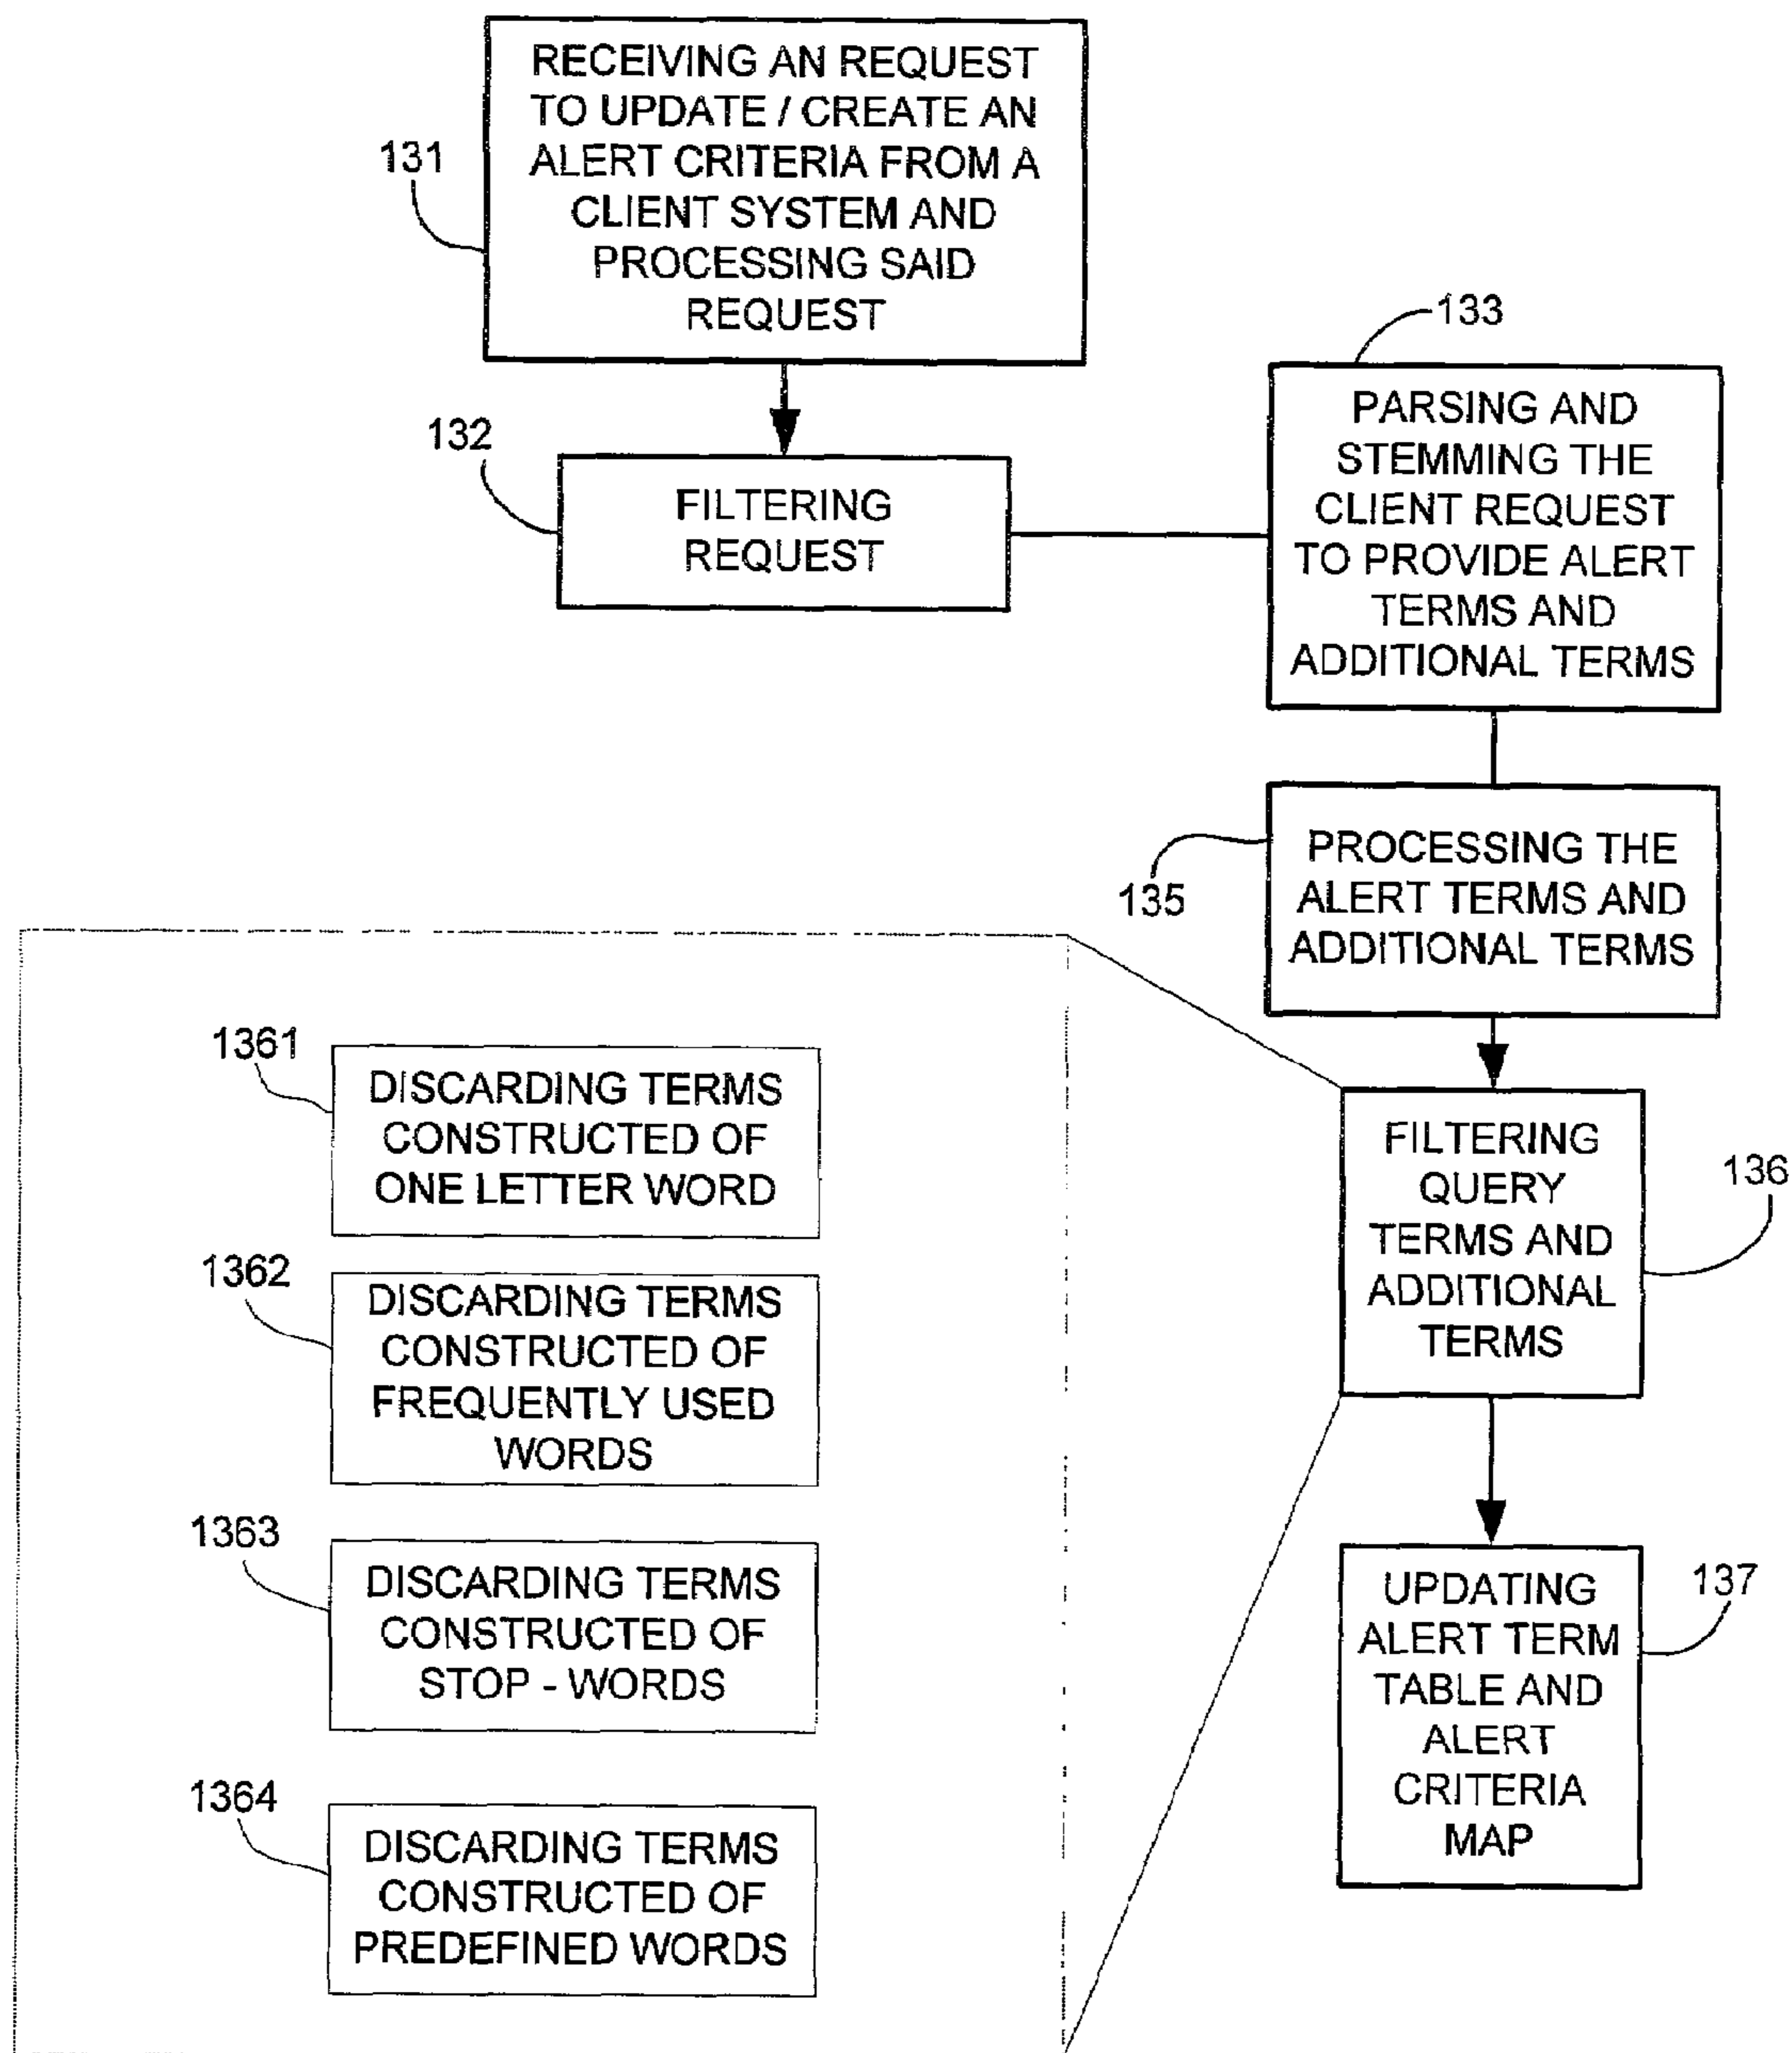 131
RECEIVING AN REQUEST
TO UPDATE / CREATE AN
ALERT CRITERIA FROM A
CLIENT SYSTEM AND
PROCESSING SAID
REQUEST
132
FILTERING
REQUEST
133
PARSING AND
STEMMING THE
CLIENT REQUEST
TO PROVIDE ALERT
TERMS AND
ADDITIONAL TERMS
135
PROCESSING THE
ALERT TERMS AND
ADDITIONAL TERMS
136
FILTERING
QUERY
TERMS AND
ADDITIONAL
TERMS
1361
DISCARDING TERMS
CONSTRUCTED OF
ONE LETTER WORD
1362
DISCARDING TERMS
CONSTRUCTED OF
FREQUENTLY USED
WORDS
1363
DISCARDING TERMS
CONSTRUCTED OF
STOP - WORDS
1364
DISCARDING TERMS
CONSTRUCTED OF
PREDEFINED WORDS
137
UPDATING
ALERT TERM
TABLE AND
ALERT
CRITERIA
MAP